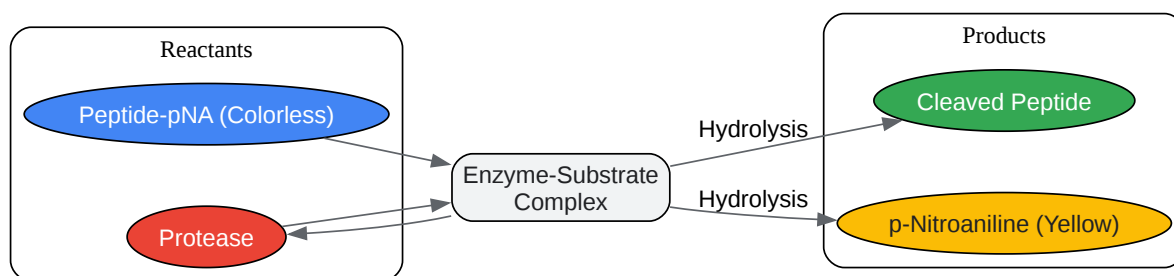 Reactants
Peptide-pNA (Colorless)
Protease
Enzyme-Substrate
Complex
Hydrolysis
Hydrolysis
Products
Cleaved Peptide
p-Nitroaniline (Yellow)